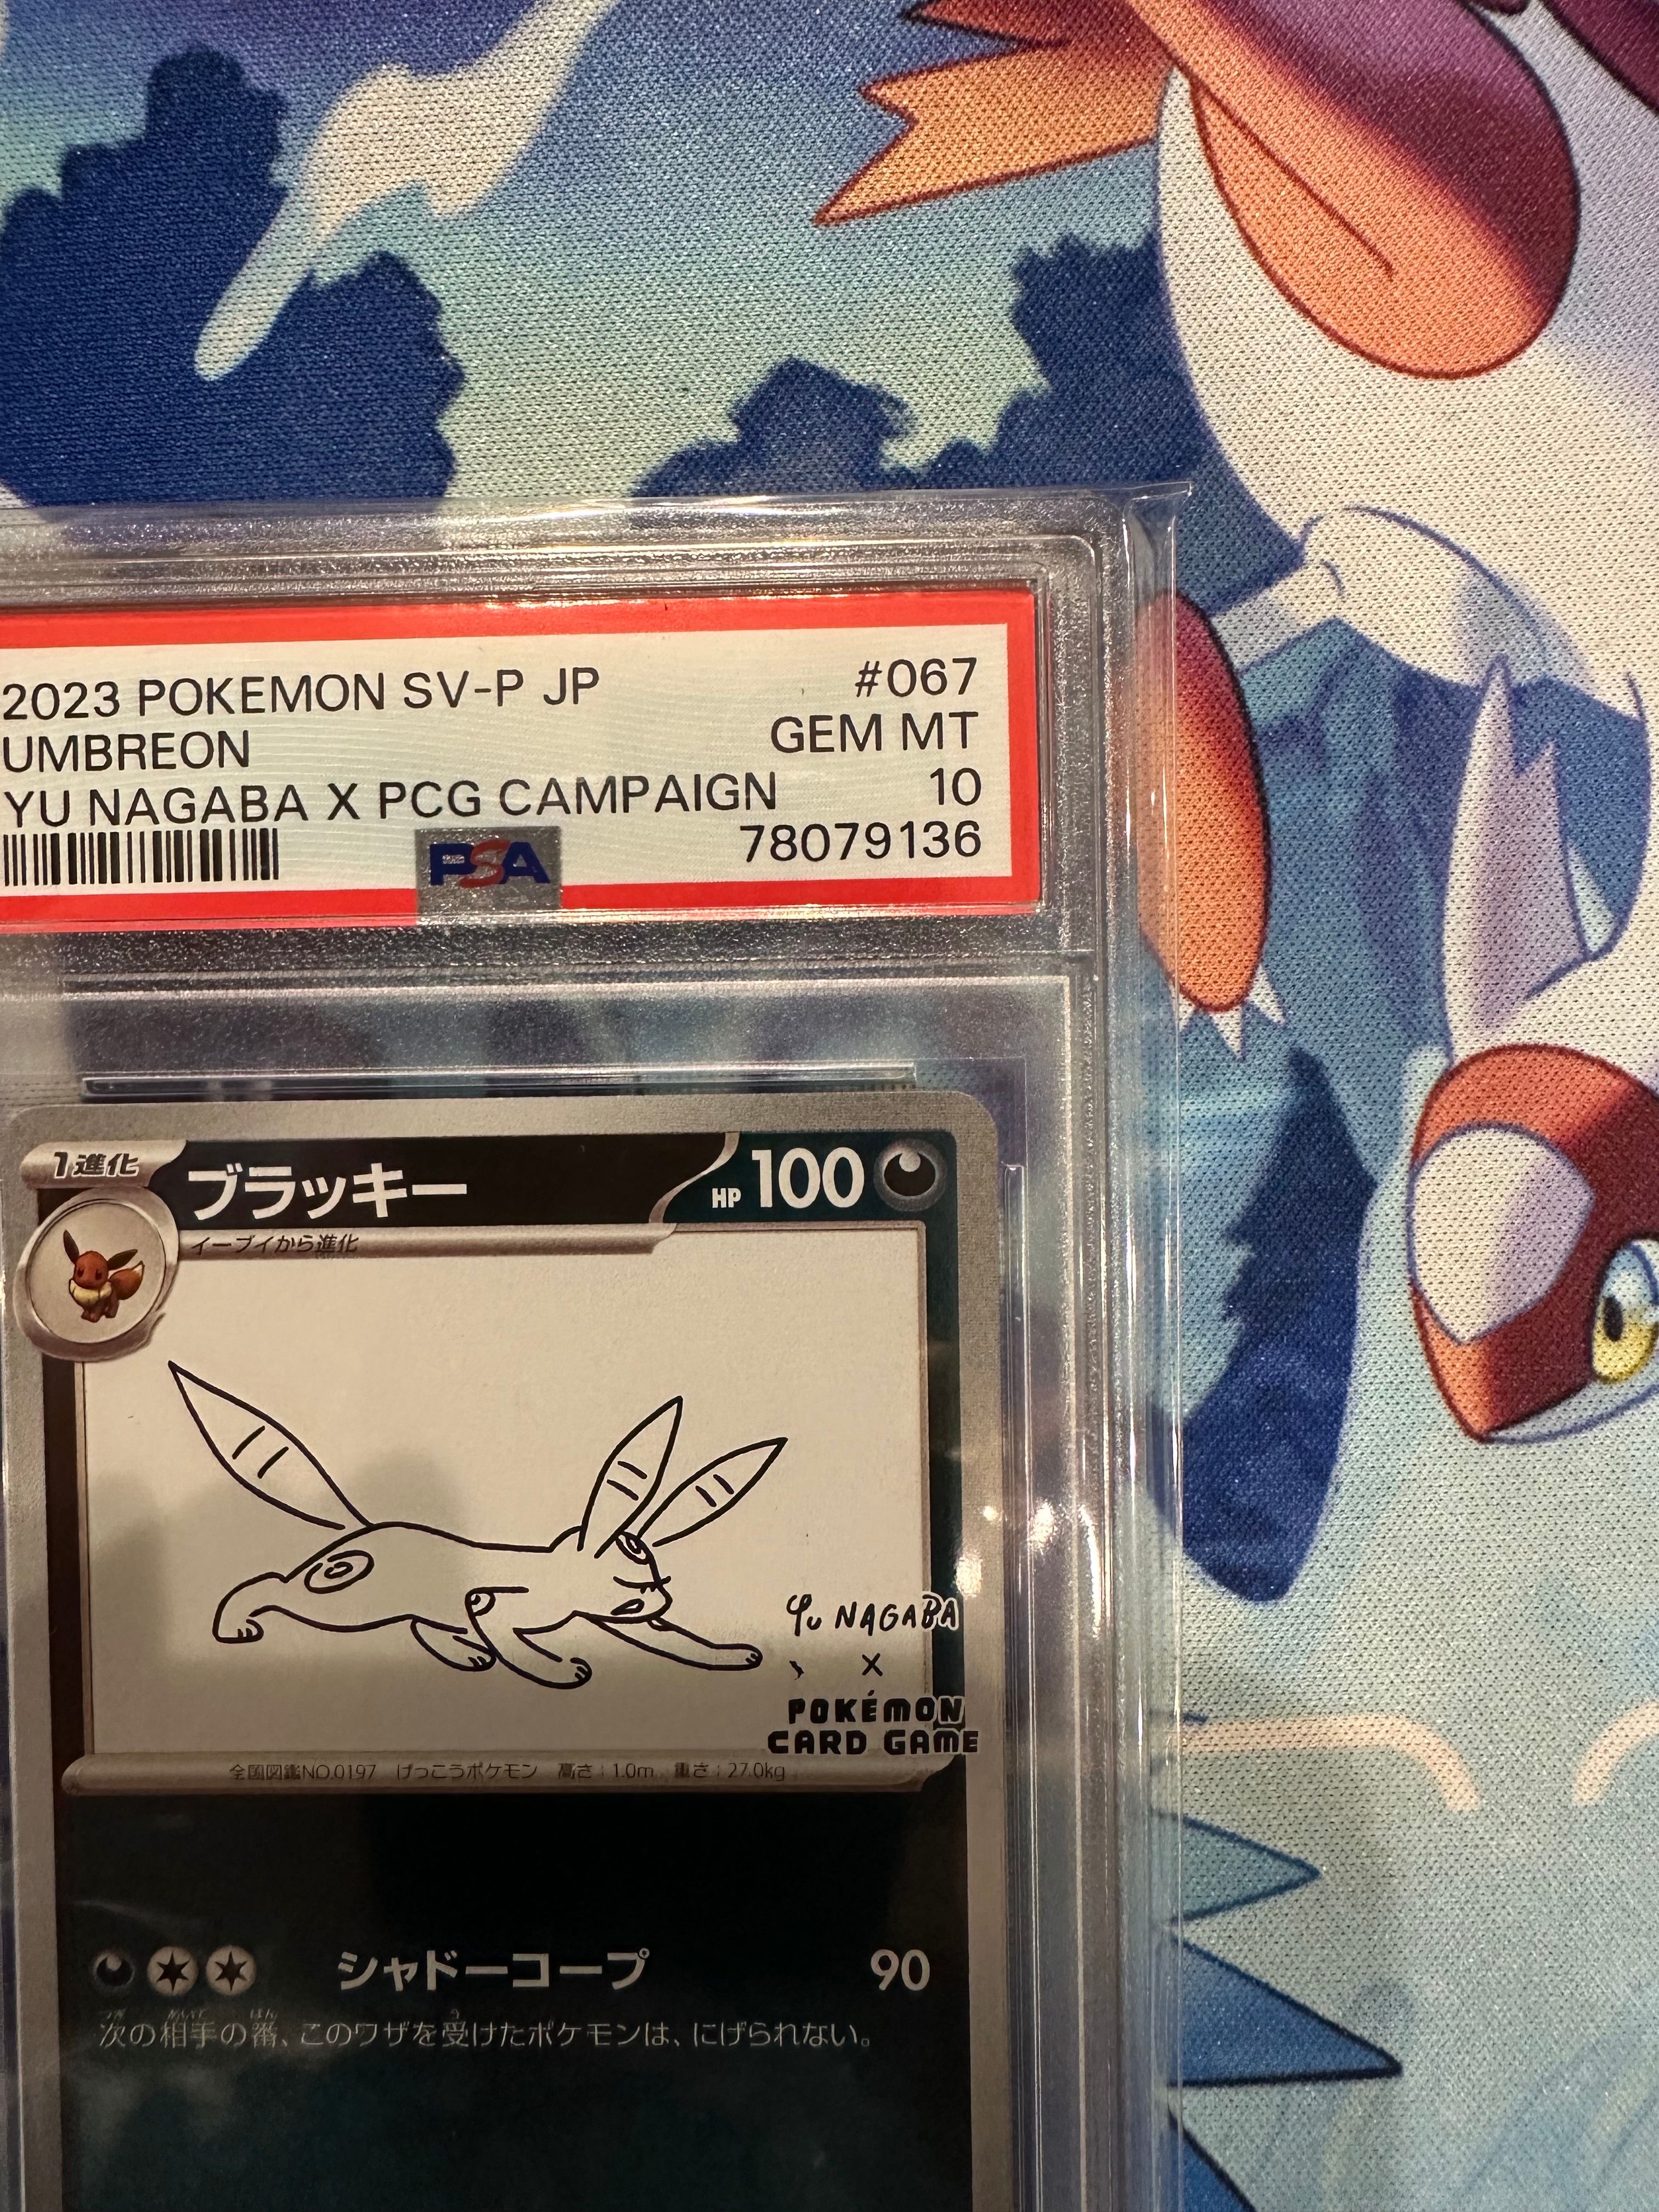 2023 POKEMON SV-P JP #067
UMBREON GEM MT
YU NAGABA X PCG CAMPAIGN 10
PSA 78079136
1進化 ブラッキー HP 100
イーブイから進化
Yu NAGABA
X
POKÉMON
CARD GAME
全国図鑑NO.0197 げっこうポケモン 高さ:1.0m 重さ:27.0kg
シャドークロープ 90
次の相手の番、このワザを受けたポケモンは、にげられない。